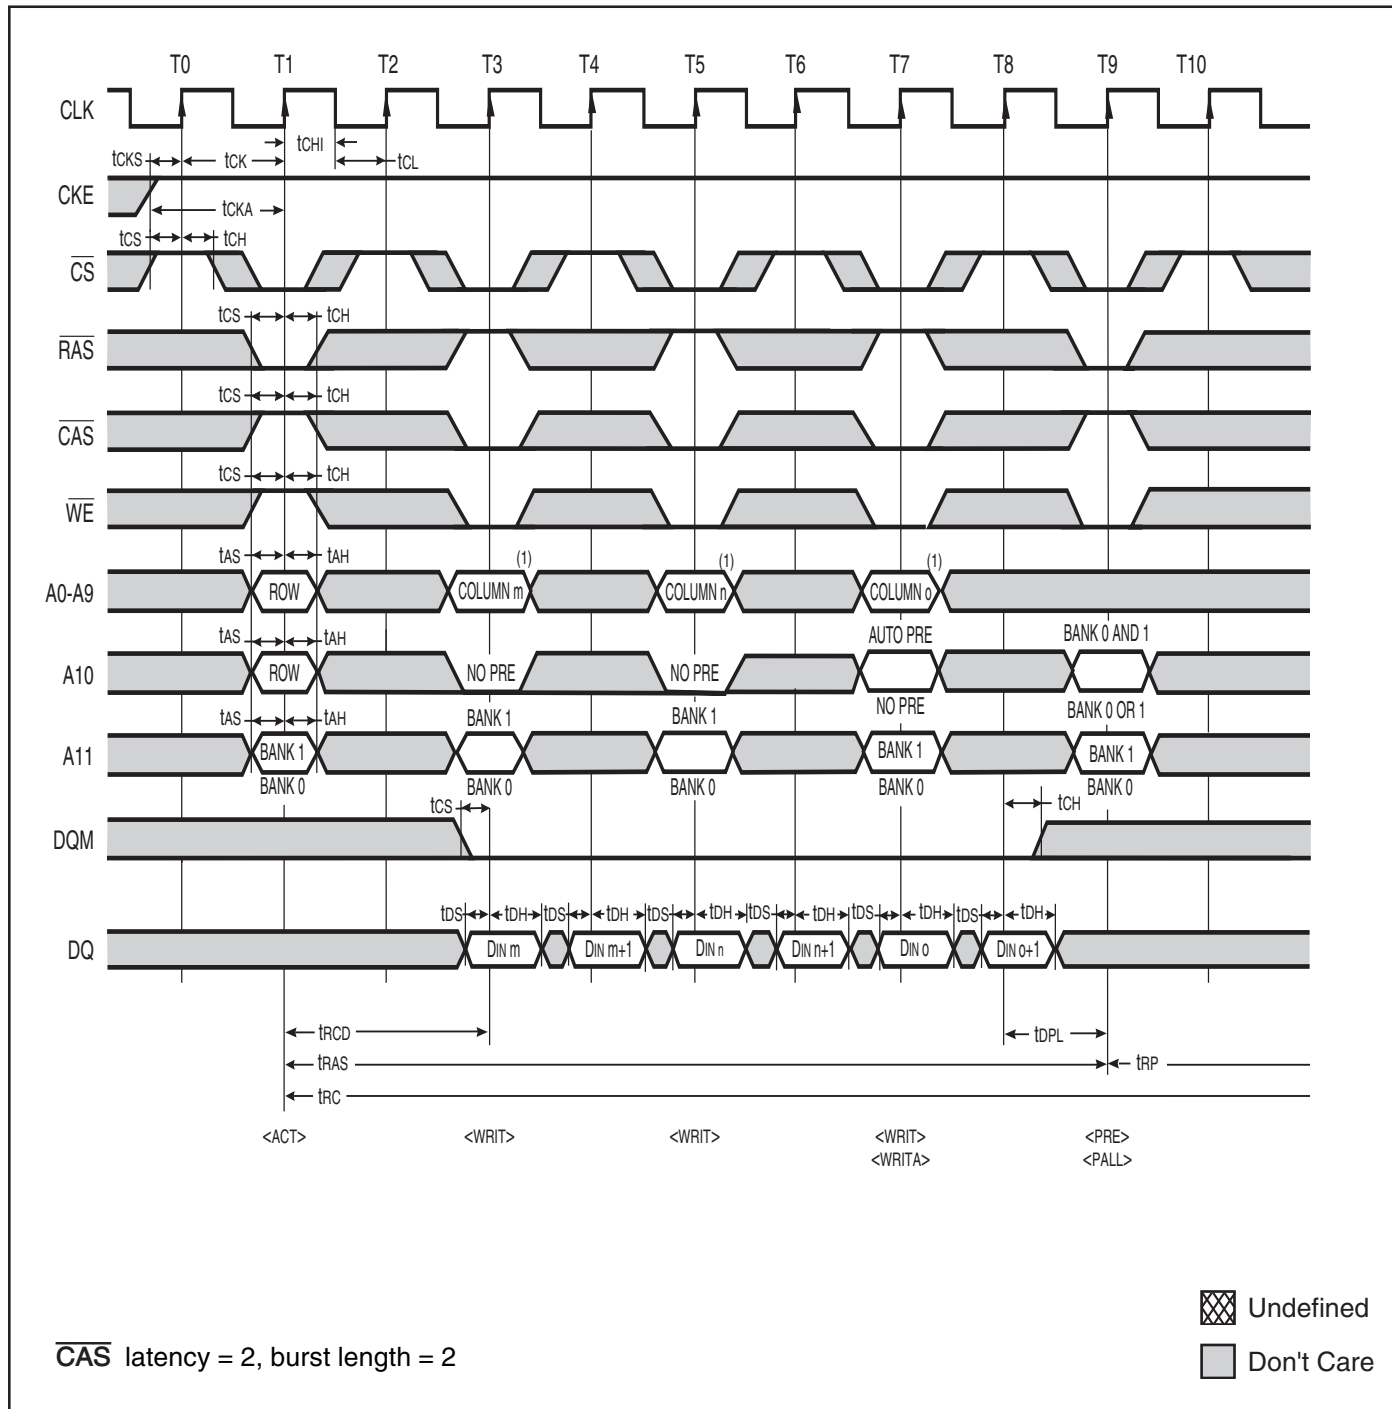 T0 T1 T2 T3 T4 T5 T6 T7 T8 T9 T10
CLK
tCHI
tCKS tCK tCL
CKE
tCKA
tCS tCH
CS
tCS tCH
RAS
tCS tCH
CAS
tCS tCH
WE
tAS tAH (1) (1) (1)
A0-A9 ROW COLUMN m COLUMN n COLUMN o
tAS tAH AUTO PRE BANK 0 AND 1
A10 ROW NO PRE NO PRE
NO PRE BANK 0 OR 1
tAS tAH BANK 1 BANK 1
A11 BANK 1 BANK 1 BANK 1
BANK 0 BANK 0 BANK 0 BANK 0 BANK 0
tCS tCH
DQM
tDS tDH tDS tDH tDS tDH tDS tDH tDS tDH tDS tDH
DQ DIN m DIN m+1 DIN n DIN n+1 DIN o DIN o+1
tRCD tDPL
tRAS tRP
tRC
<ACT> <WRIT> <WRIT> <WRIT> <PRE>
<WRITA> <PALL>
Undefined
CAS latency = 2, burst length = 2
Don't Care